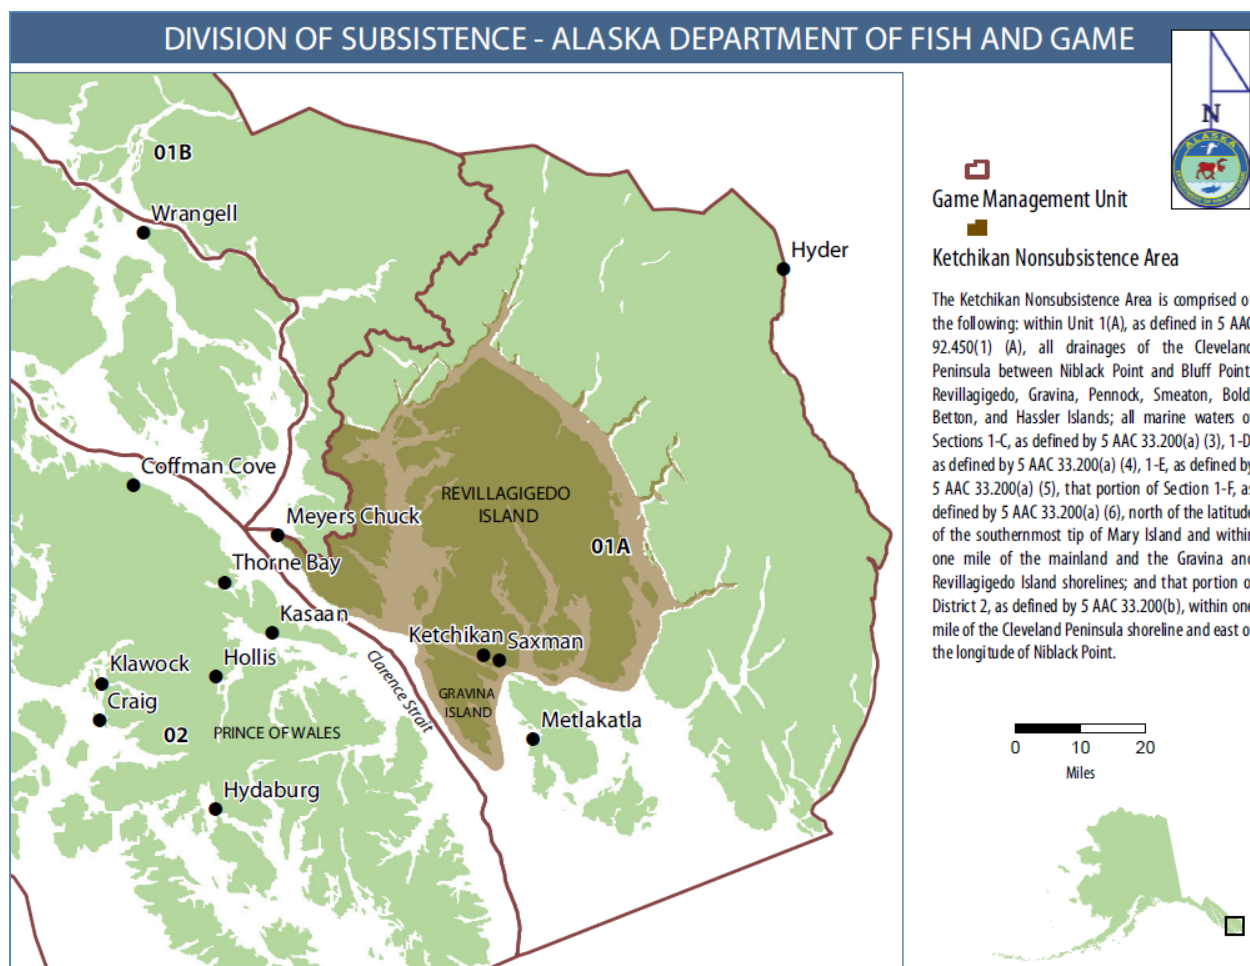 DIVISION OF SUBSISTENCE - ALASKA DEPARTMENT OF FISH AND GAME
N
ALASKA
01B
Wrangell
Hyder
Coffman Cove
Meyers Chuck
Thorne Bay
Kasaan
REVILLAGIGEDO
ISLAND
01A
Ketchikan
Saxman
Klawock
Hollis
Craig
02
PRINCE OF WALES
Clarence Strait
GRAVINA
ISLAND
Metlakatla
Hydaburg
Game Management Unit
Ketchikan Nonsubsistence Area
The Ketchikan Nonsubsistence Area is comprised o
the following: within Unit 1(A), as defined in 5 AAC
92.450(1) (A), all drainages of the Cleveland
Peninsula between Niblack Point and Bluff Point,
Revillagigedo, Gravina, Pennock, Smeaton, Bold,
Betton, and Hassler Islands; all marine waters o
Sections 1-C, as defined by 5 AAC 33.200(a) (3), 1-D
as defined by 5 AAC 33.200(a) (4), 1-E, as defined by
5 AAC 33.200(a) (5), that portion of Section 1-F, as
defined by 5 AAC 33.200(a) (6), north of the latitude
of the southernmost tip of Mary Island and within
one mile of the mainland and the Gravina and
Revillagigedo Island shorelines; and that portion o
District 2, as defined by 5 AAC 33.200(b), within one
mile of the Cleveland Peninsula shoreline and east o
the longitude of Niblack Point.
0 10 20
Miles